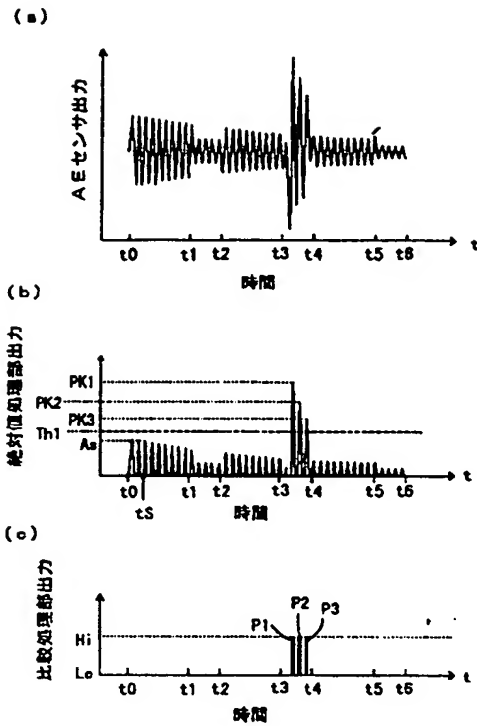 (a)
AEセンサ出力
t0 t1 t2 t3 t4 t5 t6 t
時間
(b)
絶対値処理部出力
PK1
PK2
PK3
Th1
As
t0 t1 t2 t3 t4 t5 t6 t
tS
時間
(c)
比較処理部出力
P1 P2 P3
Hi
Lo
t0 t1 t2 t3 t4 t5 t6 t
時間